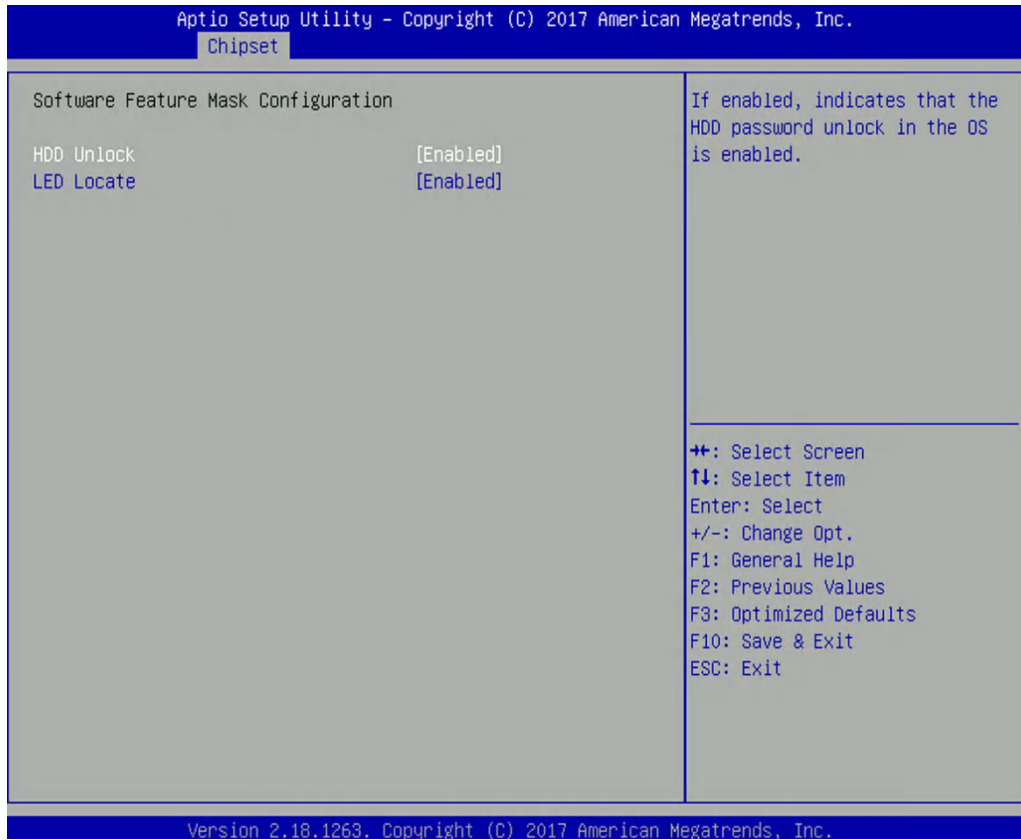 Aptio Setup Utility – Copyright (C) 2017 American Megatrends, Inc.
Chipset
Software Feature Mask Configuration
HDD Unlock [Enabled]
LED Locate [Enabled]
If enabled, indicates that the
HDD password unlock in the OS
is enabled.
→←: Select Screen
↑↓: Select Item
Enter: Select
+/-: Change Opt.
F1: General Help
F2: Previous Values
F3: Optimized Defaults
F10: Save & Exit
ESC: Exit
Version 2.18.1263. Copyright (C) 2017 American Megatrends, Inc.